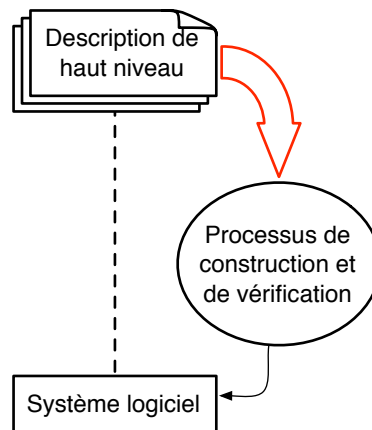 Description de
haut niveau
Processus de
construction et
de vérification
Système logiciel